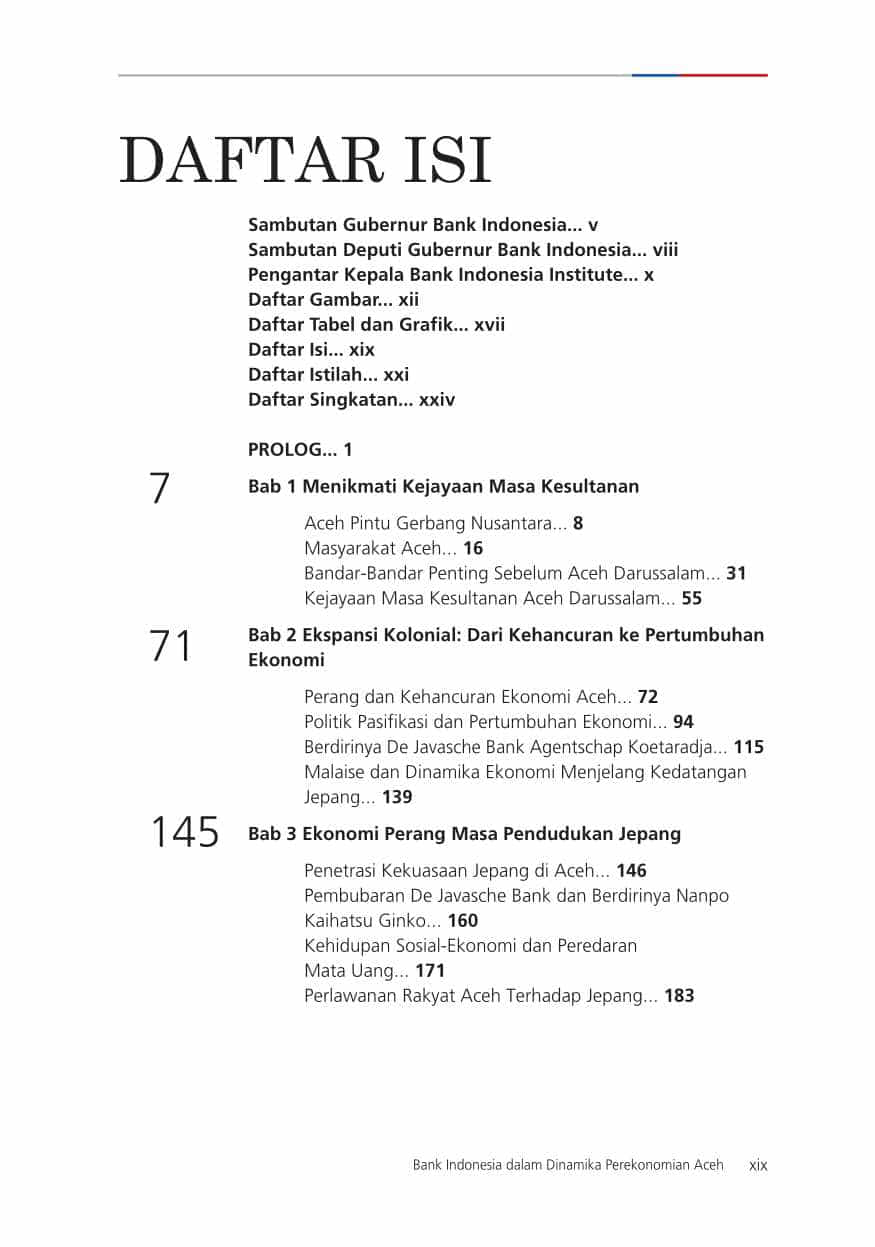 DAFTAR ISI
Sambutan Gubernur Bank Indonesia... v
Sambutan Deputi Gubernur Bank Indonesia... viii
Pengantar Kepala Bank Indonesia Institute... x
Daftar Gambar... xii
Daftar Tabel dan Grafik... xvii
Daftar Isi... xix
Daftar Istilah... xxi
Daftar Singkatan... xxiv
PROLOG... 1
7 Bab 1 Menikmati Kejayaan Masa Kesultanan
Aceh Pintu Gerbang Nusantara... 8
Masyarakat Aceh... 16
Bandar-Bandar Penting Sebelum Aceh Darussalam... 31
Kejayaan Masa Kesultanan Aceh Darussalam... 55
71 Bab 2 Ekspansi Kolonial: Dari Kehancuran ke Pertumbuhan
Ekonomi
Perang dan Kehancuran Ekonomi Aceh... 72
Politik Pasifikasi dan Pertumbuhan Ekonomi... 94
Berdirinya De Javasche Bank Agentschap Koetaradja... 115
Malaise dan Dinamika Ekonomi Menjelang Kedatangan
Jepang... 139
145 Bab 3 Ekonomi Perang Masa Pendudukan Jepang
Penetrasi Kekuasaan Jepang di Aceh... 146
Pembubaran De Javasche Bank dan Berdirinya Nanpo
Kaihatsu Ginko... 160
Kehidupan Sosial-Ekonomi dan Peredaran
Mata Uang... 171
Perlawanan Rakyat Aceh Terhadap Jepang... 183
Bank Indonesia dalam Dinamika Perekonomian Aceh xix